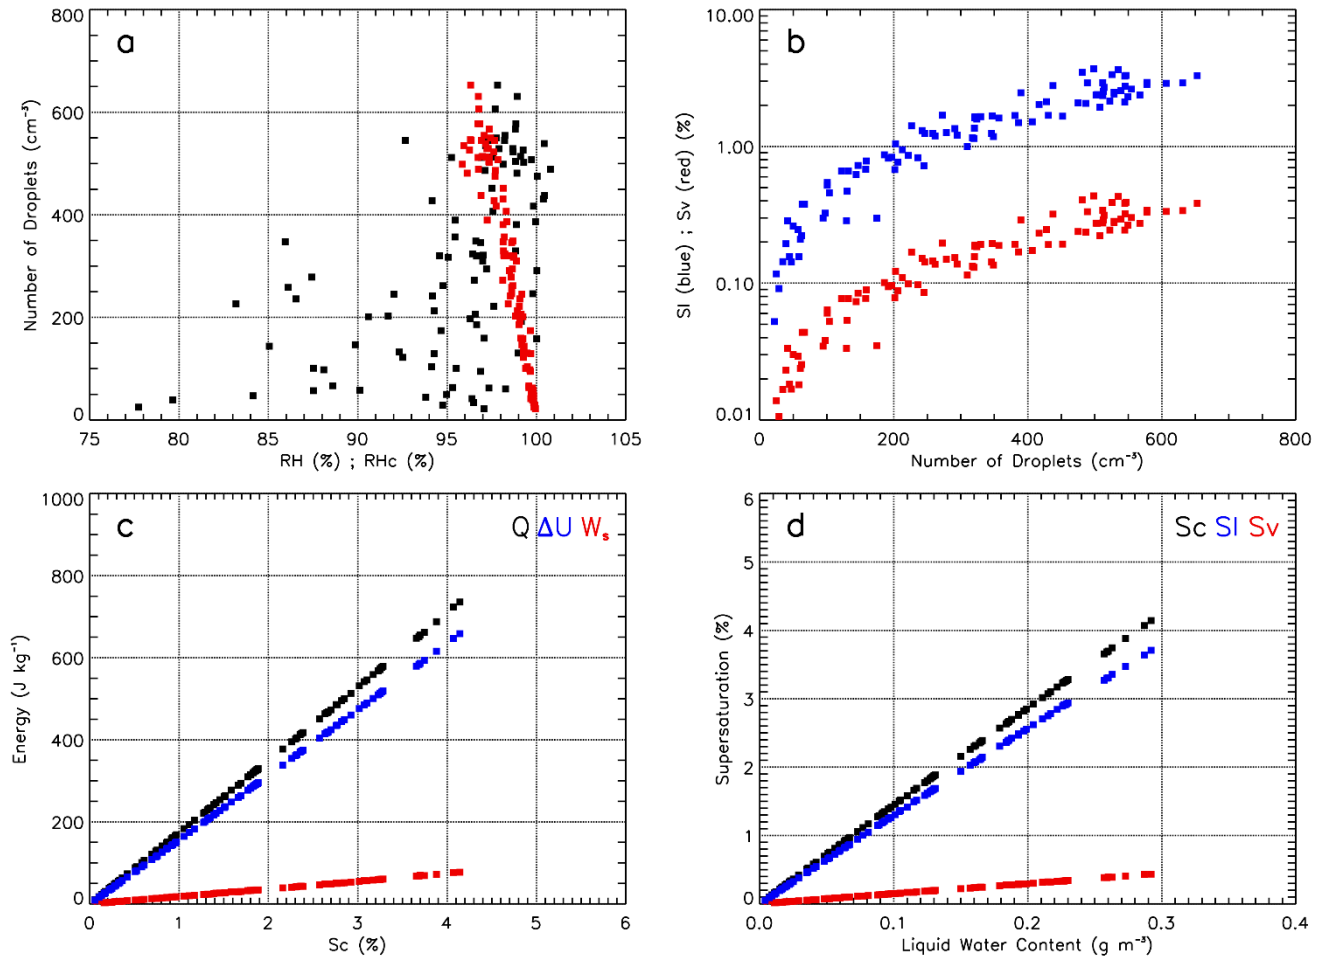 a
Number of Droplets (cm⁻³)
800
600
400
200
0
75 80 85 90 95 100 105
RH (%) ; RHc (%)
b
SI (blue) ; Sv (red) (%)
10.00
1.00
0.10
0.01
0 200 400 600 800
Number of Droplets (cm⁻³)
c
Q ΔU Wₛ
Energy (J kg⁻¹)
1000
800
600
400
200
0
0 1 2 3 4 5 6
Sc (%)
d
Sc SI Sv
Supersaturation (%)
6
5
4
3
2
1
0
0.0 0.1 0.2 0.3 0.4
Liquid Water Content (g m⁻³)